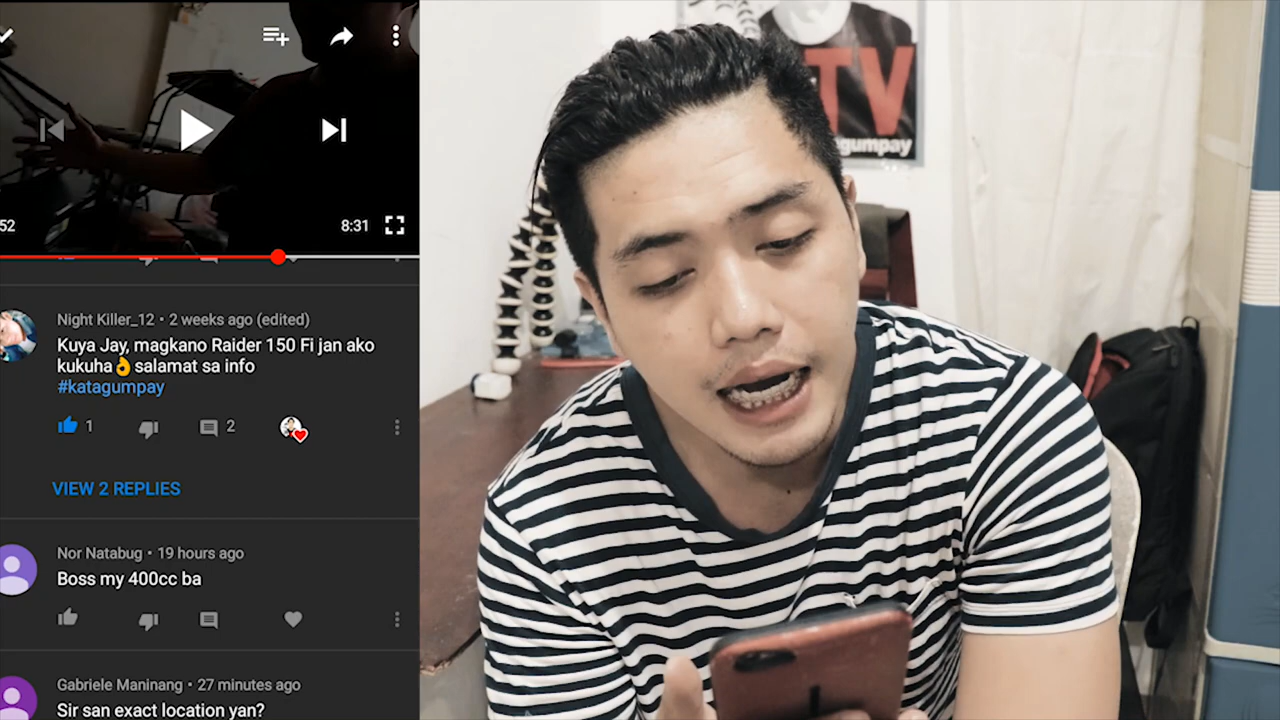 52
8:31
Night Killer_12 • 2 weeks ago (edited)
Kuya Jay, magkano Raider 150 Fi jan ako
kukuha👌salamat sa info
#katagumpay
1
2
VIEW 2 REPLIES
Nor Natabug • 19 hours ago
Boss my 400cc ba
Gabriele Maninang • 27 minutes ago
Sir san exact location yan?
TV